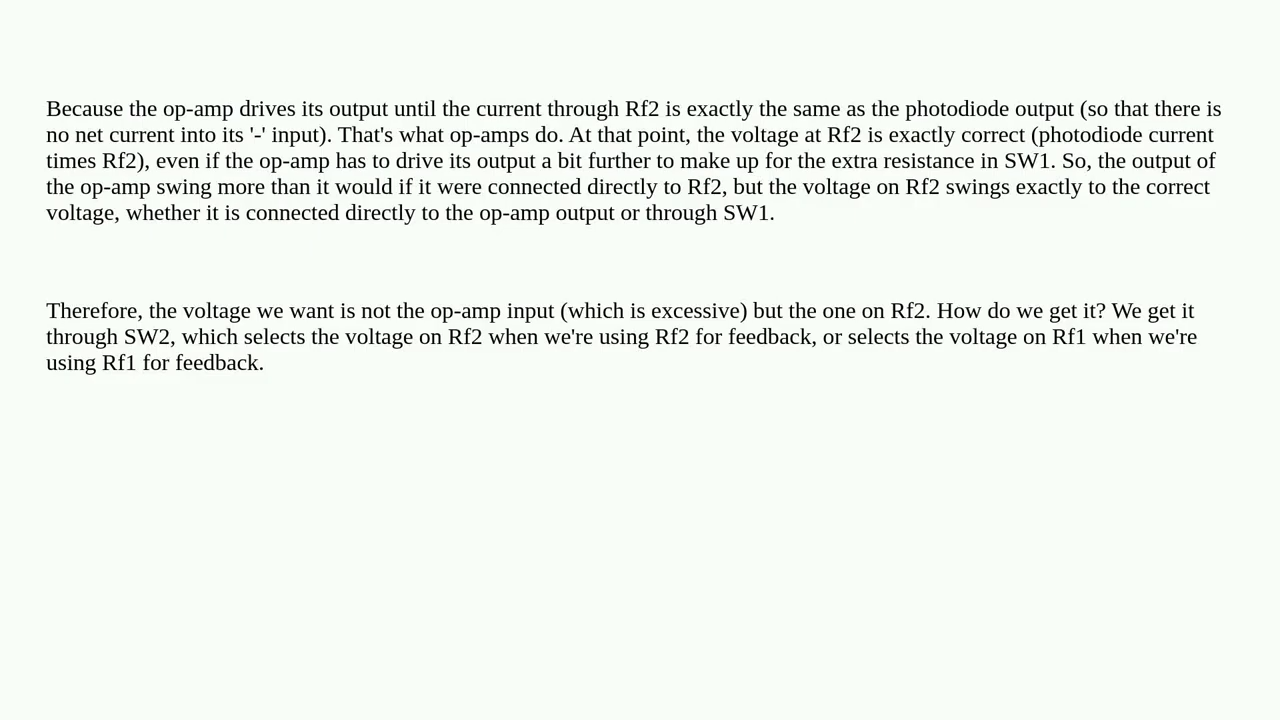 Because the op-amp drives its output until the current through Rf2 is exactly the same as the photodiode output (so that there is
no net current into its '-' input). That's what op-amps do. At that point, the voltage at Rf2 is exactly correct (photodiode current
times Rf2), even if the op-amp has to drive its output a bit further to make up for the extra resistance in SW1. So, the output of
the op-amp swing more than it would if it were connected directly to Rf2, but the voltage on Rf2 swings exactly to the correct
voltage, whether it is connected directly to the op-amp output or through SW1.
Therefore, the voltage we want is not the op-amp input (which is excessive) but the one on Rf2. How do we get it? We get it
through SW2, which selects the voltage on Rf2 when we're using Rf2 for feedback, or selects the voltage on Rf1 when we're
using Rf1 for feedback.